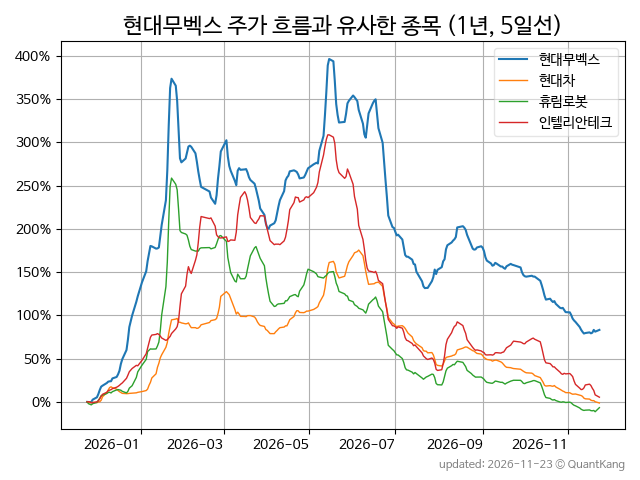 현대무벡스 주가 흐름과 유사한 종목 (1년, 5일선)
400%
350%
300%
250%
200%
150%
100%
50%
0%
현대무벡스
현대차
휴림로봇
인텔리안테크
2026-01
2026-03
2026-05
2026-07
2026-09
2026-11
updated: 2026-11-23 ⓒ QuantKang